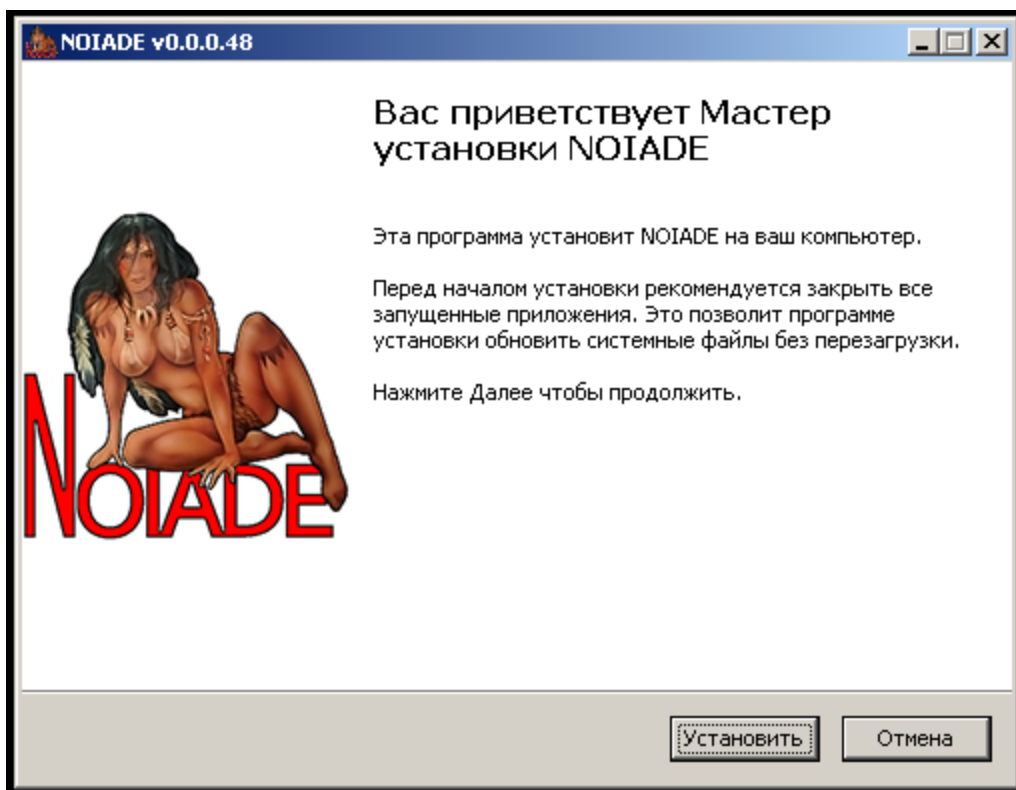 NOIADE v0.0.0.48
Вас приветствует Мастер
установки NOIADE
Эта программа установит NOIADE на ваш компьютер.
Перед началом установки рекомендуется закрыть все
запущенные приложения. Это позволит программе
установки обновить системные файлы без перезагрузки.
Нажмите Далее чтобы продолжить.
NOIADE
Установить
Отмена